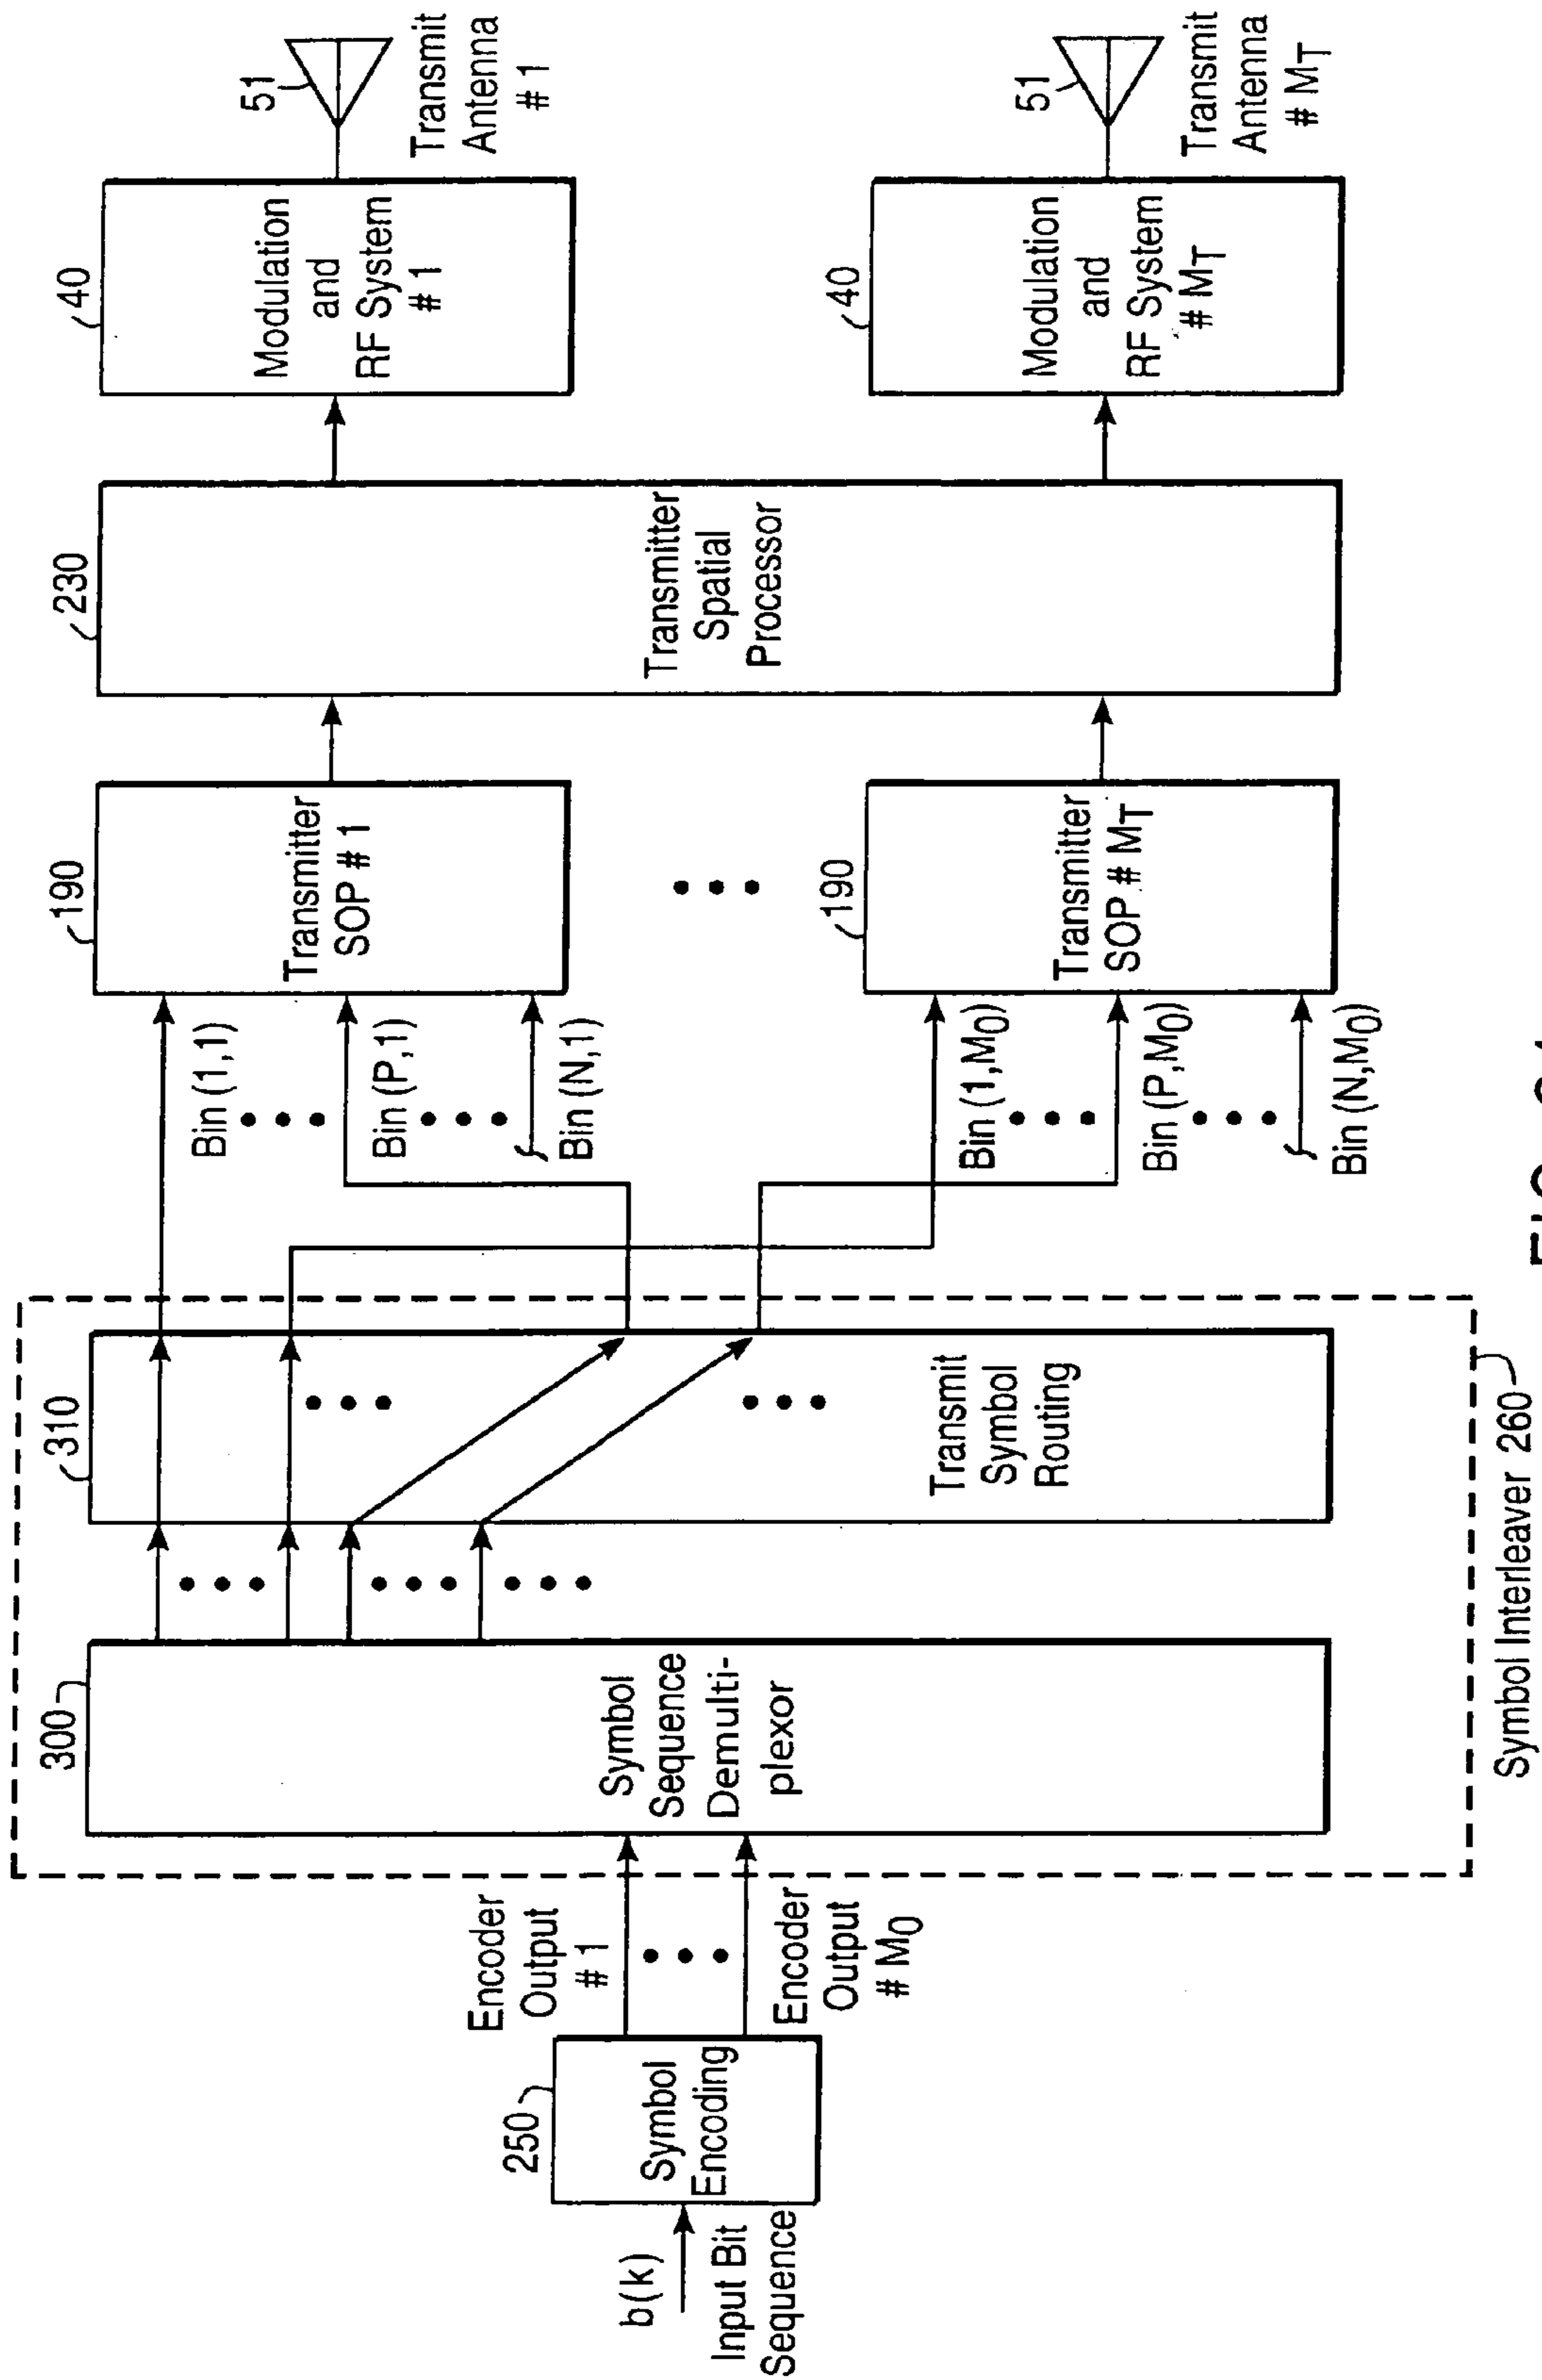 b(k)
Input Bit
Sequence
250
Symbol
Encoding
Encoder
Output
# 1
Encoder
Output
# M0
300
Symbol
Sequence
Demulti-
plexor
310
Transmit
Symbol
Routing
Symbol Interleaver 260
Bin (1,1)
Bin (P,1)
Bin (N,1)
Bin (1,M0)
Bin (P,M0)
Bin (N,M0)
190
Transmitter
SOP # 1
190
Transmitter
SOP # MT
230
Transmitter
Spatial
Processor
40
Modulation
and
RF System
# 1
40
Modulation
and
RF System
# MT
51
Transmit
Antenna
# 1
51
Transmit
Antenna
# MT